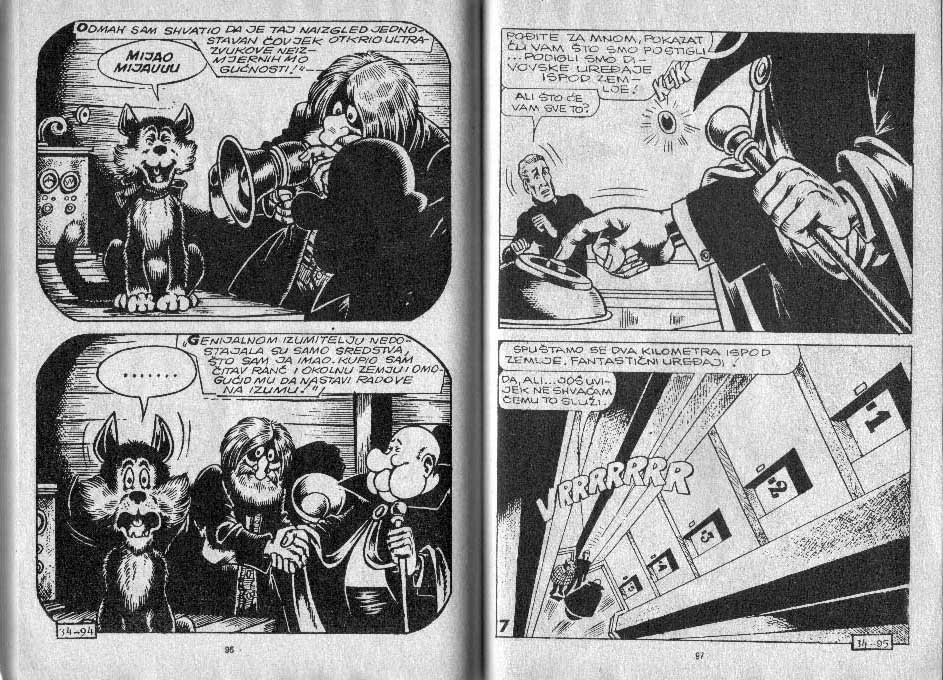 ODMAH SAM SHVATIO DA JE TAJ NAIZGLED JEDNO-
STAVAN ČOVJEK OTKRIO ULTRA-
ZVUKOVE NEIZ-
MJERNIH MO
GUĆNOSTI!"
MIJAO
MIJAUUU
„GENIJALNOM IZUMITELJU NEDO-
STAJALA SU SAMO SREDSTVA,
ŠTO SAM JA IMAO. KUPIO SAM
ČITAV RANČ I OKOLNU ZEMJU I OMO-
GUĆIO MU DA NASTAVI RADOVE
NA IZUMU."
.......
34-94
96
POĐITE ZA MNOM, POKAZAT
ĆU VAM ŠTO SMO POSTIGLI
...PODIGLI SMO DI-
VOVSKE UREĐAJE
ISPOD ZEM-
LJE!
KLIK
ALI ŠTO ĆE
VAM SVE TO?
SPUŠTAMO SE DVA KILOMETRA ISPOD
ZEMLJE, FANTASTIČNI UREĐAJI!
DA, ALI... JOŠ UVI-
JEK NE SHVAĆAM
ČEMU TO SLUŽI..
VRRRRRRR
-1
-2
-3
-4
-5
7
34-95
97